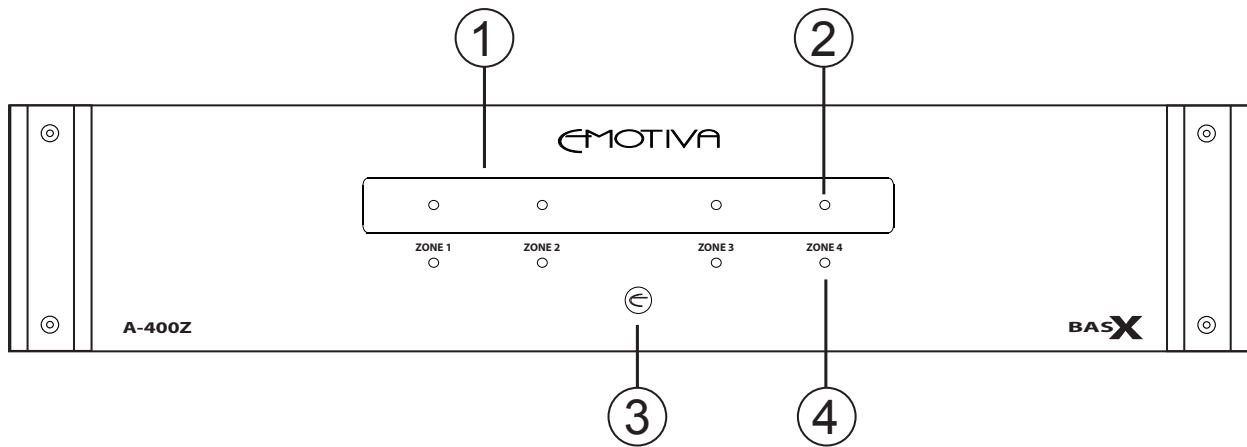 1 2
EMOTIVA
ZONE 1 ZONE 2 ZONE 3 ZONE 4
A-400Z BASX
3 4